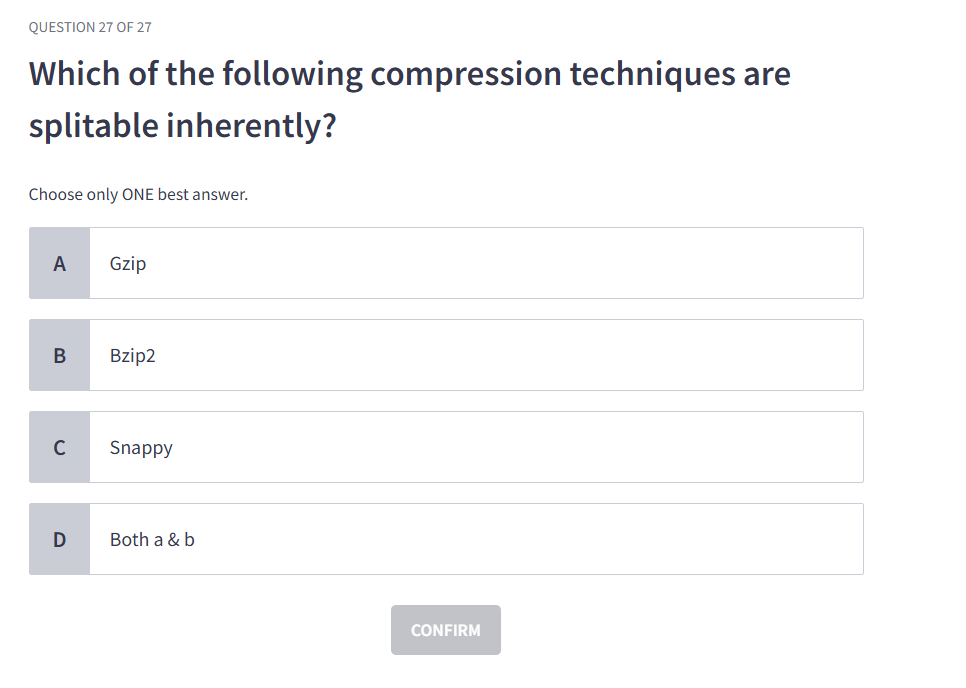 QUESTION 27 OF 27
Which of the following compression techniques are
splitable inherently?
Choose only ONE best answer.
A Gzip
B Bzip2
C Snappy
D Both a & b
CONFIRM